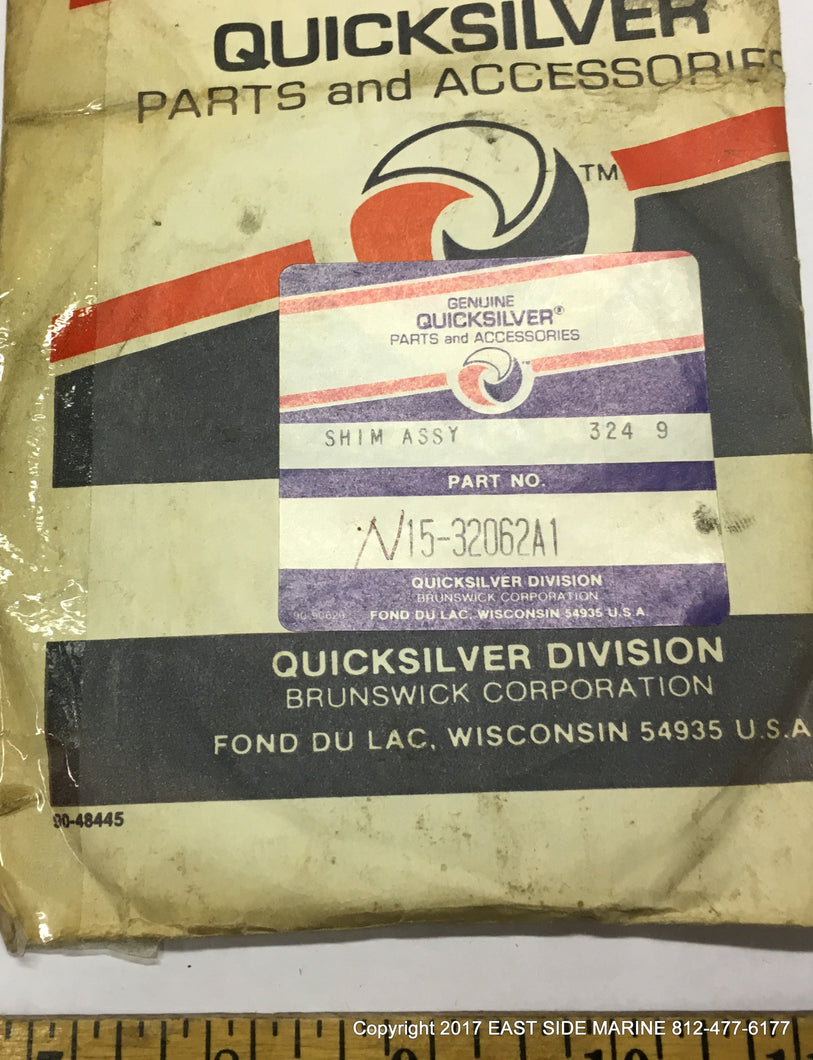 QUICKSILVER
PARTS and ACCESSORIES
TM
GENUINE
QUICKSILVER®
PARTS and ACCESSORIES
SHIM ASSY 324 9
PART NO.
N15-32062A1
QUICKSILVER DIVISION
BRUNSWICK CORPORATION
FOND DU LAC, WISCONSIN 54935 U.S.A.
QUICKSILVER DIVISION
BRUNSWICK CORPORATION
FOND DU LAC, WISCONSIN 54935 U.S.A
90-48445
Copyright 2017 EAST SIDE MARINE 812-477-6177